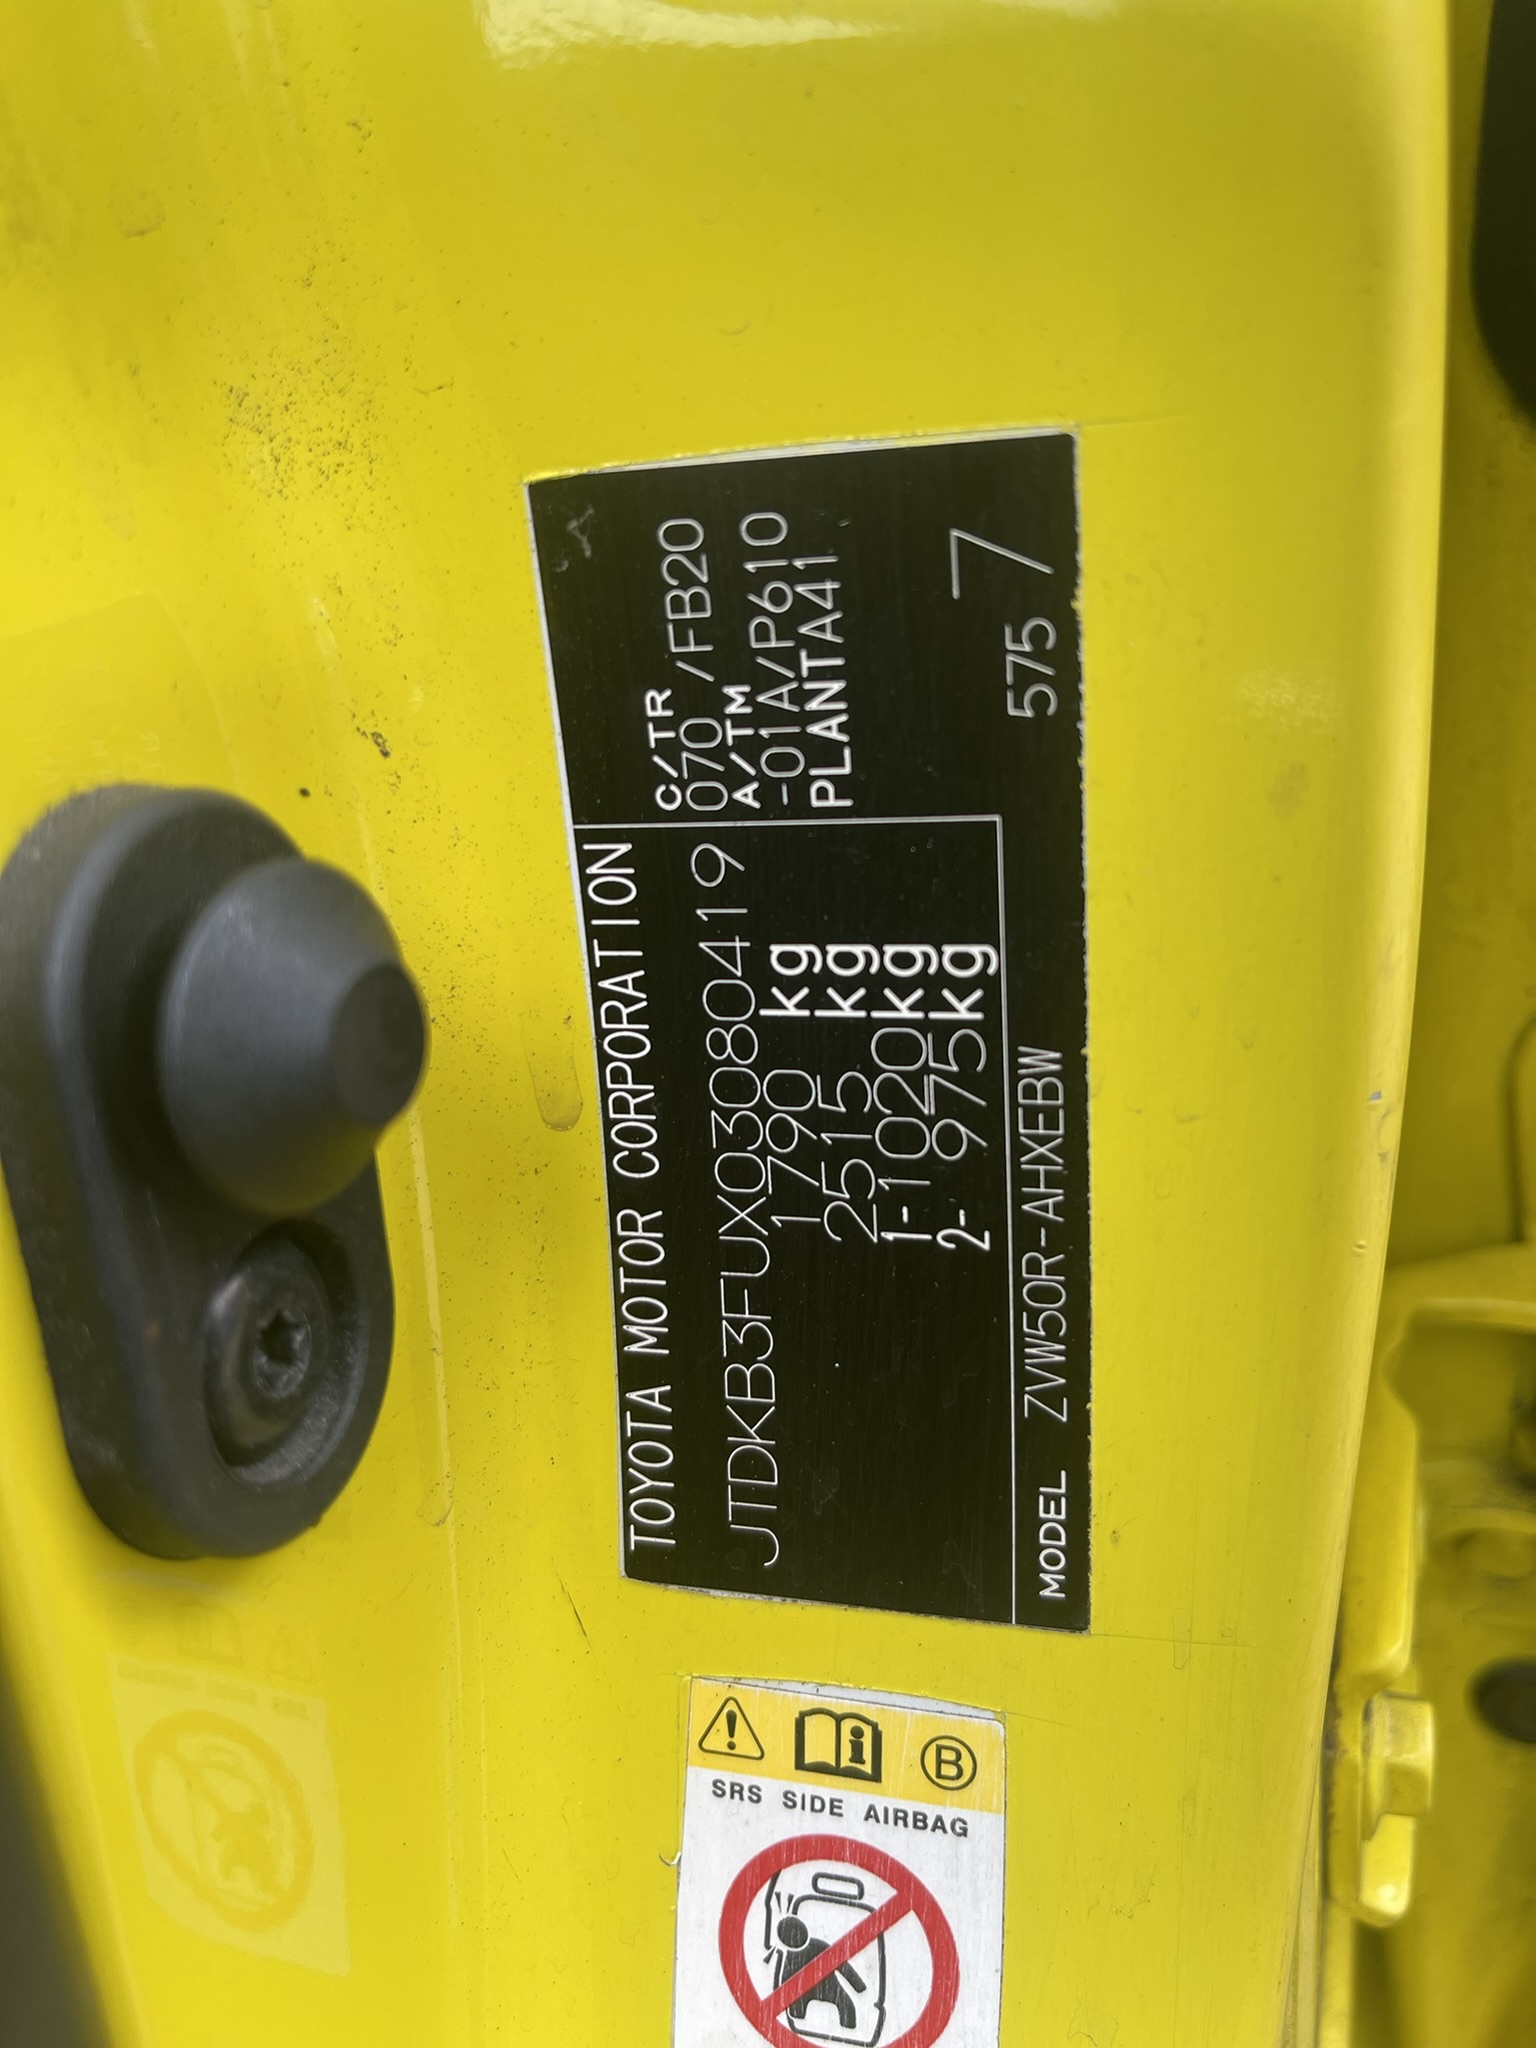 TOYOTA MOTOR CORPORATION
JTDKB3FUX03080419
1790 kg
2515 kg
1-1020kg
2- 975kg
C/TR
070 /FB20
A/TM
-01A/P610
PLANTA41
MODEL ZVW50R-AHXEBW
575 7
B
SRS SIDE AIRBAG